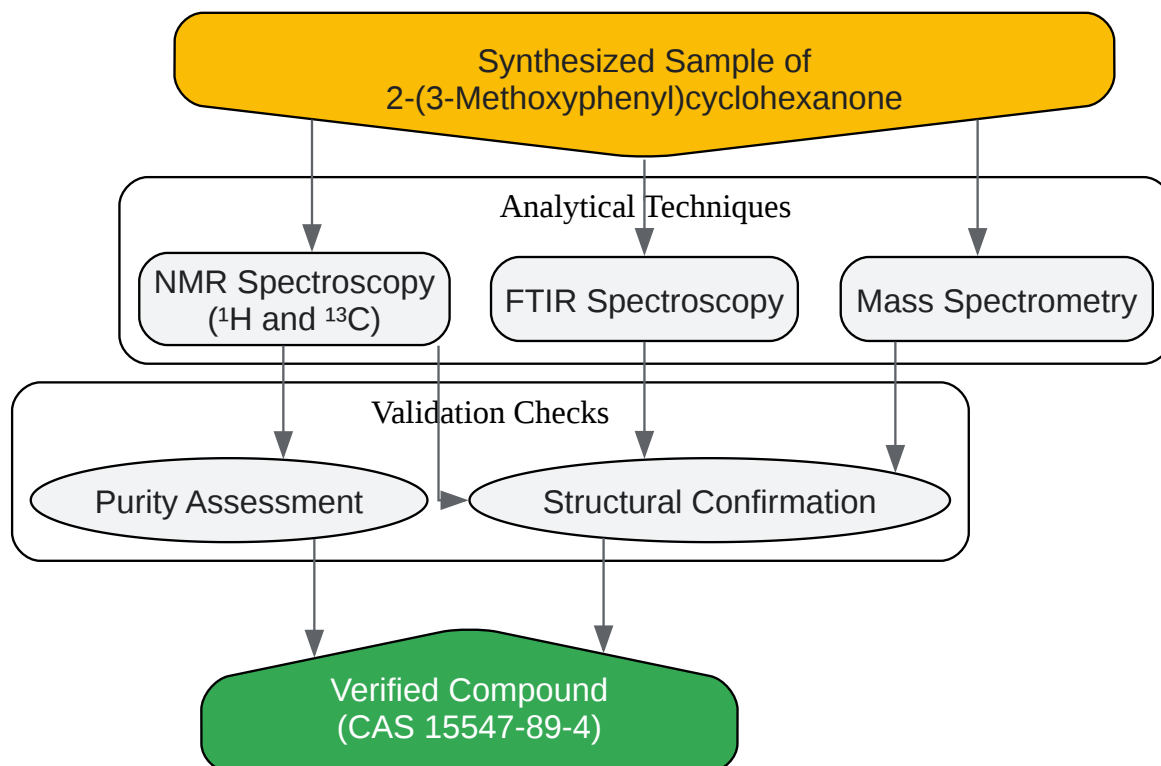 Synthesized Sample of
2-(3-Methoxyphenyl)cyclohexanone
Analytical Techniques
NMR Spectroscopy
(¹H and ¹³C)
FTIR Spectroscopy
Mass Spectrometry
Validation Checks
Purity Assessment
Structural Confirmation
Verified Compound
(CAS 15547-89-4)